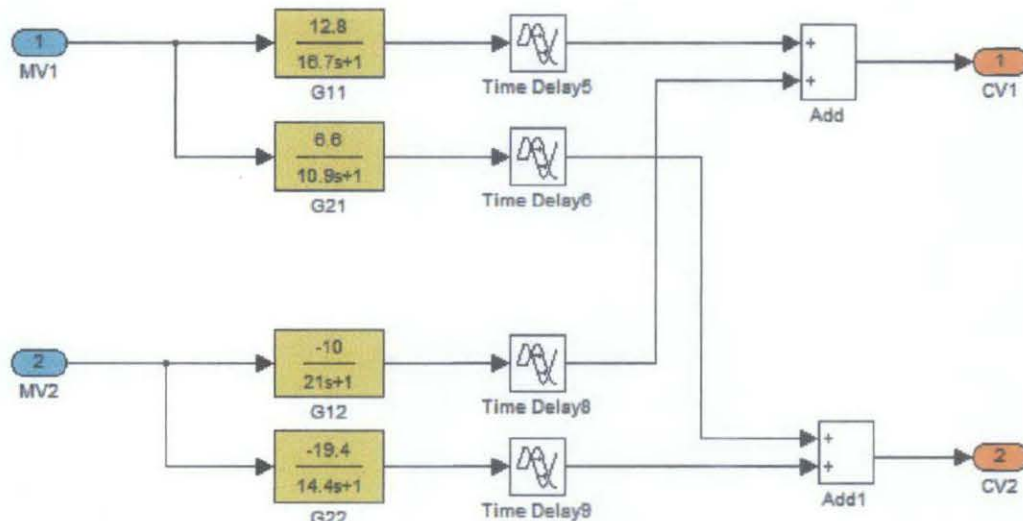 1
MV1
12.8
16.7s+1
G11
Time Delay5
+
+
Add
1
CV1
6.6
10.9s+1
G21
Time Delay6
2
MV2
-10
21s+1
G12
Time Delay8
-19.4
14.4s+1
G22
Time Delay9
+
+
Add1
2
CV2